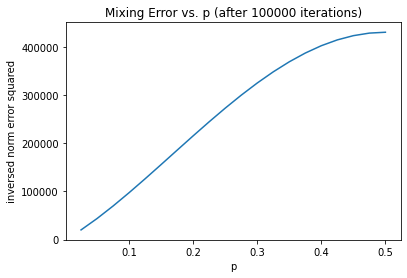 Mixing Error vs. p (after 100000 iterations)
inversed norm error squared
400000
300000
200000
100000
0
0.1 0.2 0.3 0.4 0.5
p